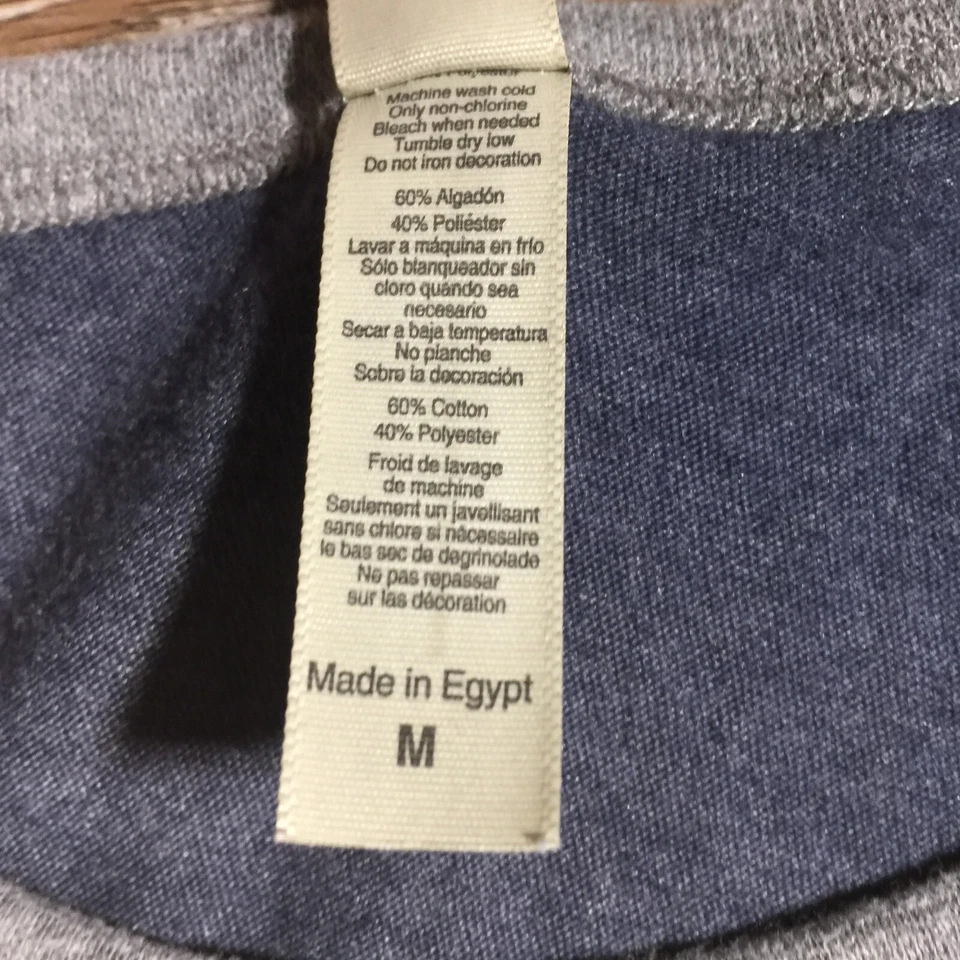 Machine wash cold
Only non-chlorine
Bleach when needed
Tumble dry low
Do not iron decoration
60% Algadón
40% Poliéster
Lavar a máquina en frío
Sólo blanqueador sin
cloro quando sea
necesario
Secar a baja temperatura
No planche
Sobre la decoración
60% Cotton
40% Polyester
Froid de lavage
de machine
Seulement un javellisant
sans chlore si nécessaire
le bas sec de degrinolade
Ne pas repassar
sur las décoration
Made in Egypt
M